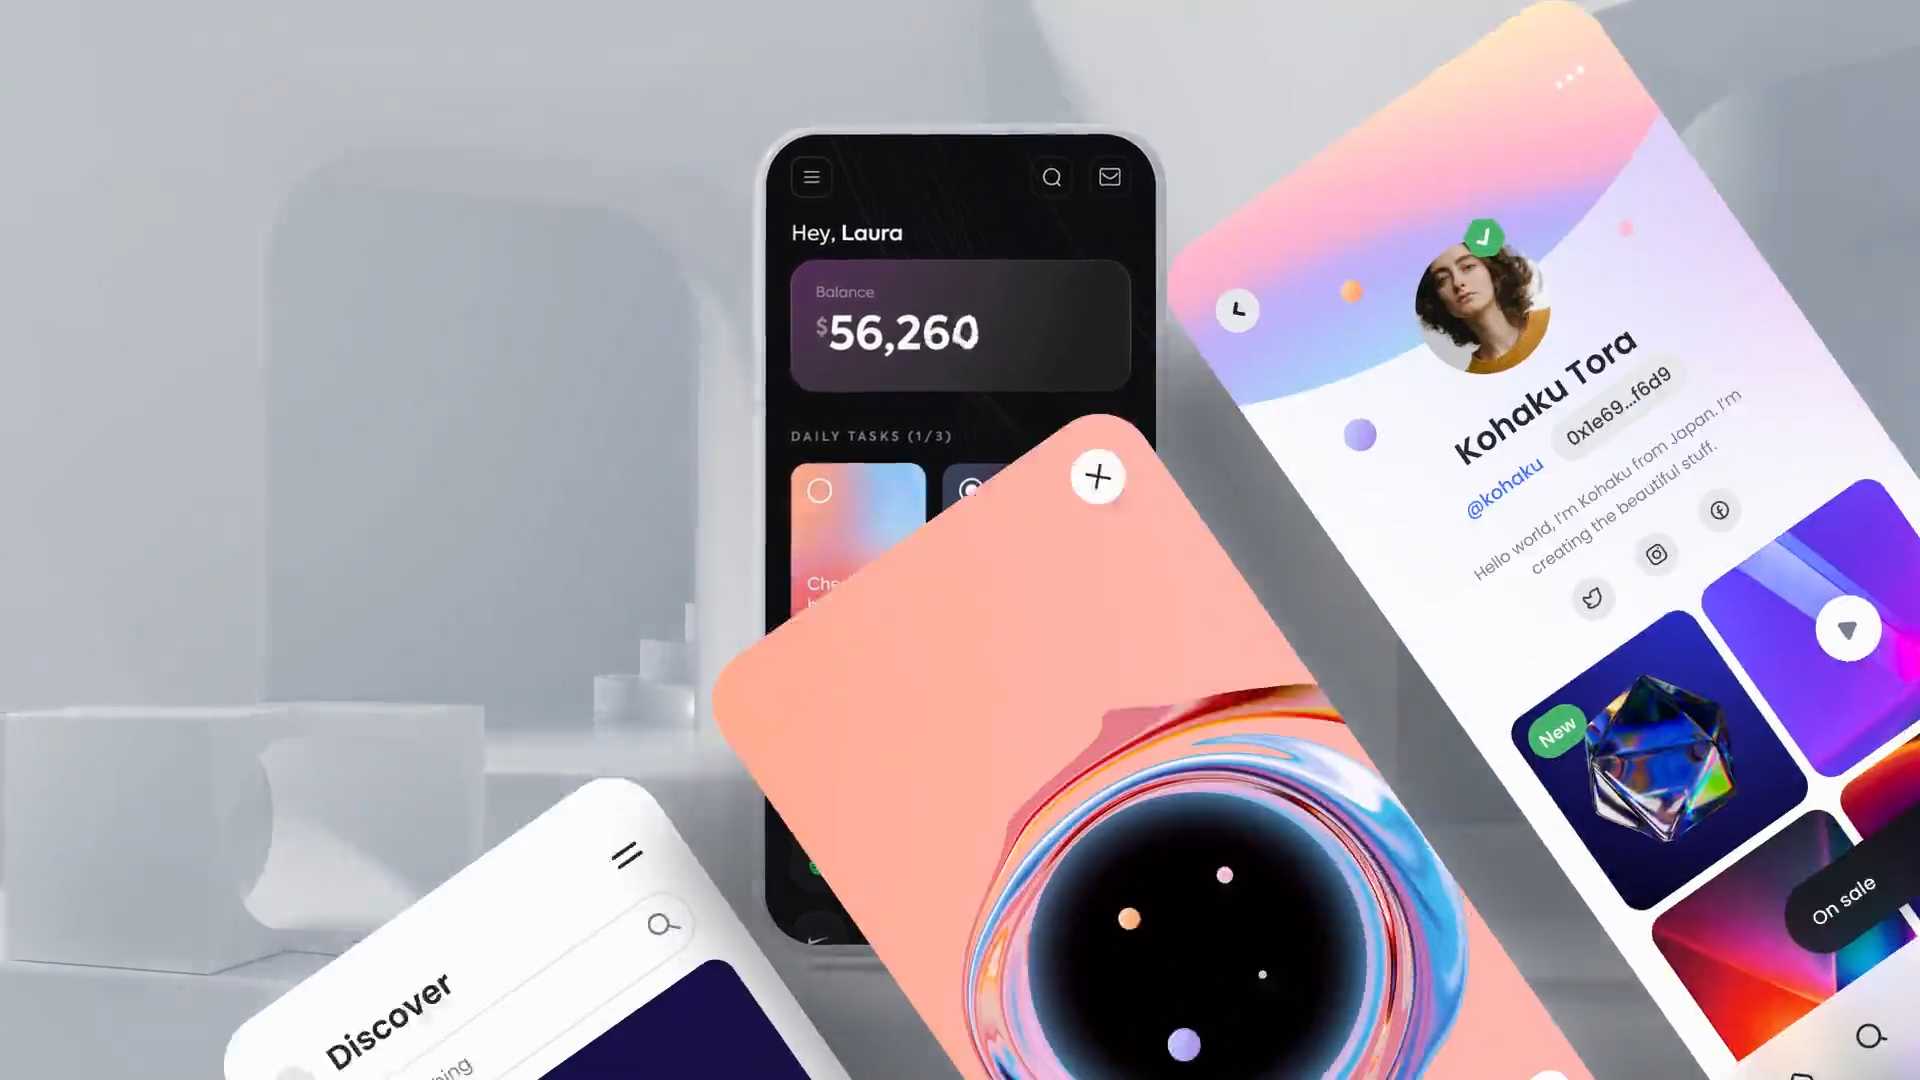 Hey, Laura
Balance
$56,260
DAILY TASKS (1/3)
Kohaku Tora
@kohaku
0x1e69...f6d9
Hello world, I'm Kohaku from Japan. I'm
creating the beautiful stuff.
New
On sale
Discover